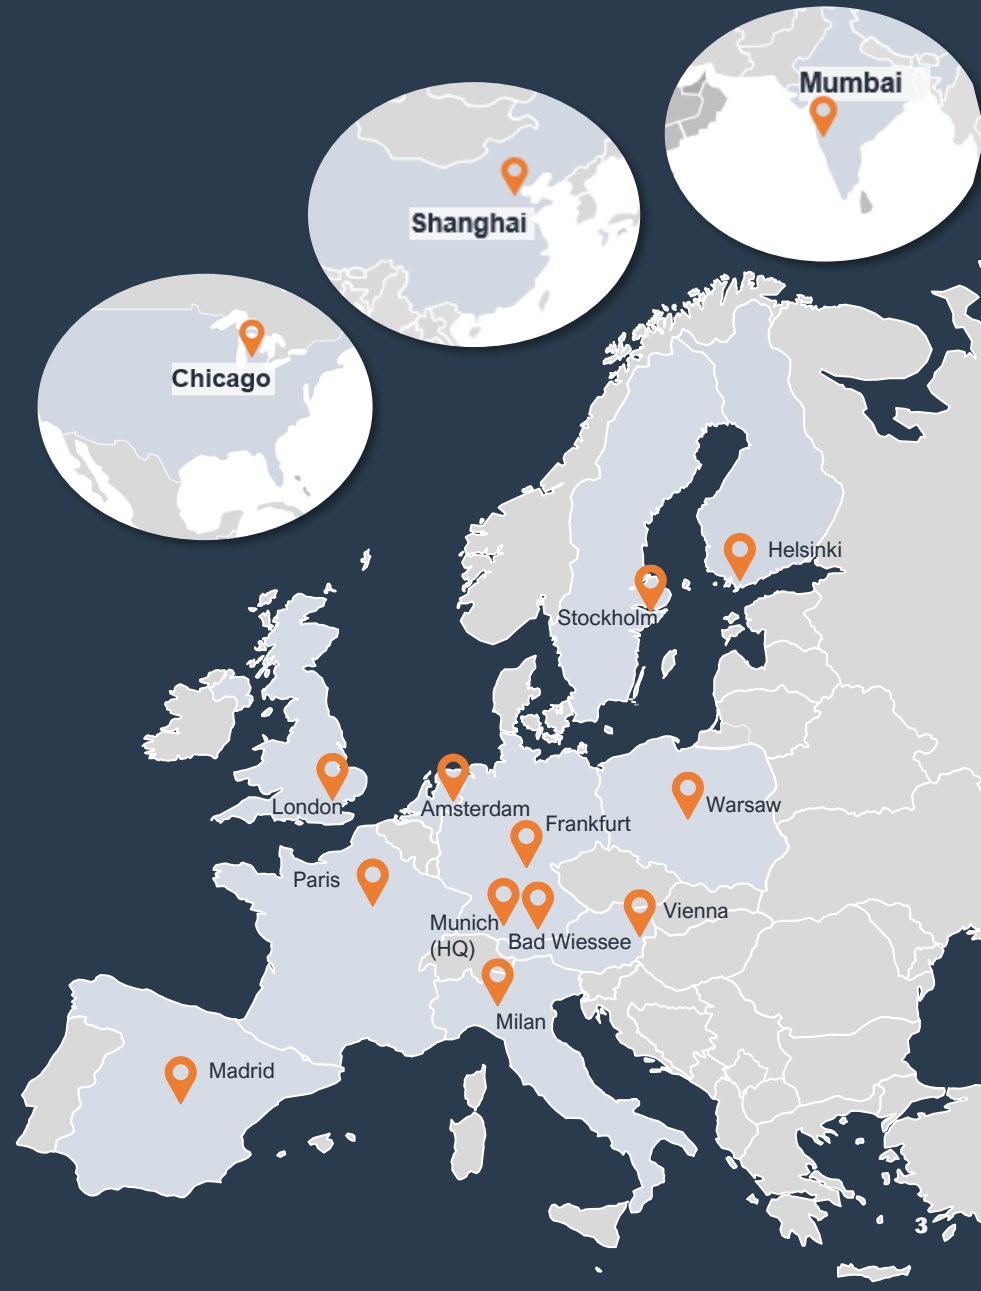 Mumbai
Shanghai
Chicago
Helsinki
Stockholm
London
Amsterdam
Warsaw
Frankfurt
Paris
Vienna
Munich
(HQ)
Bad Wiessee
Milan
Madrid
3